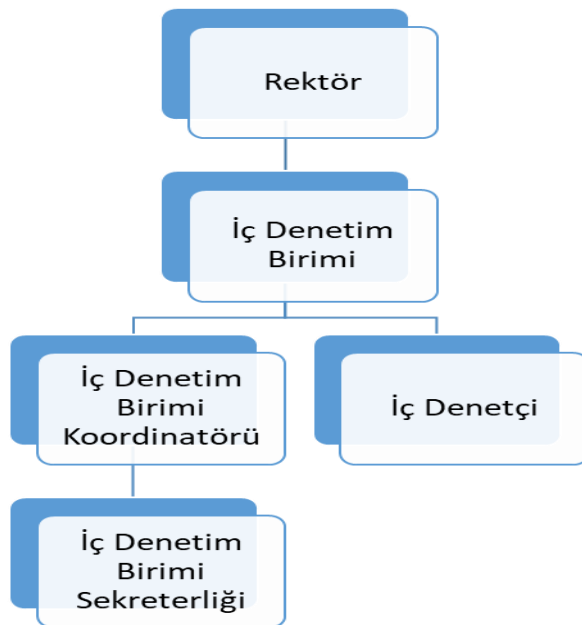 Rektör
İç Denetim
Birimi
İç Denetim
Birimi
Koordinatörü
İç Denetçi
İç Denetim
Birimi
Sekreterliği